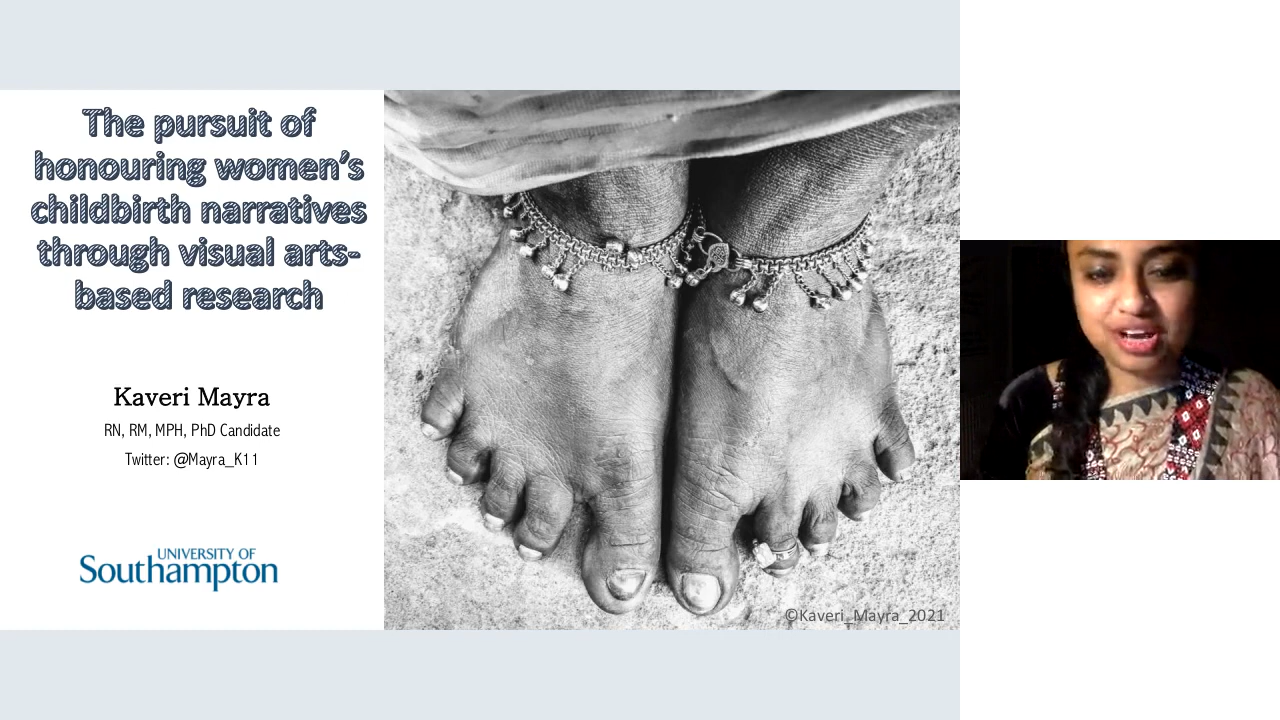 The pursuit of
honouring women's
childbirth narratives
through visual arts-
based research
Kaveri Mayra
RN, RM, MPH, PhD Candidate
Twitter: @Mayra_K11
UNIVERSITY OF
Southampton
©Kaveri_Mayra_2021